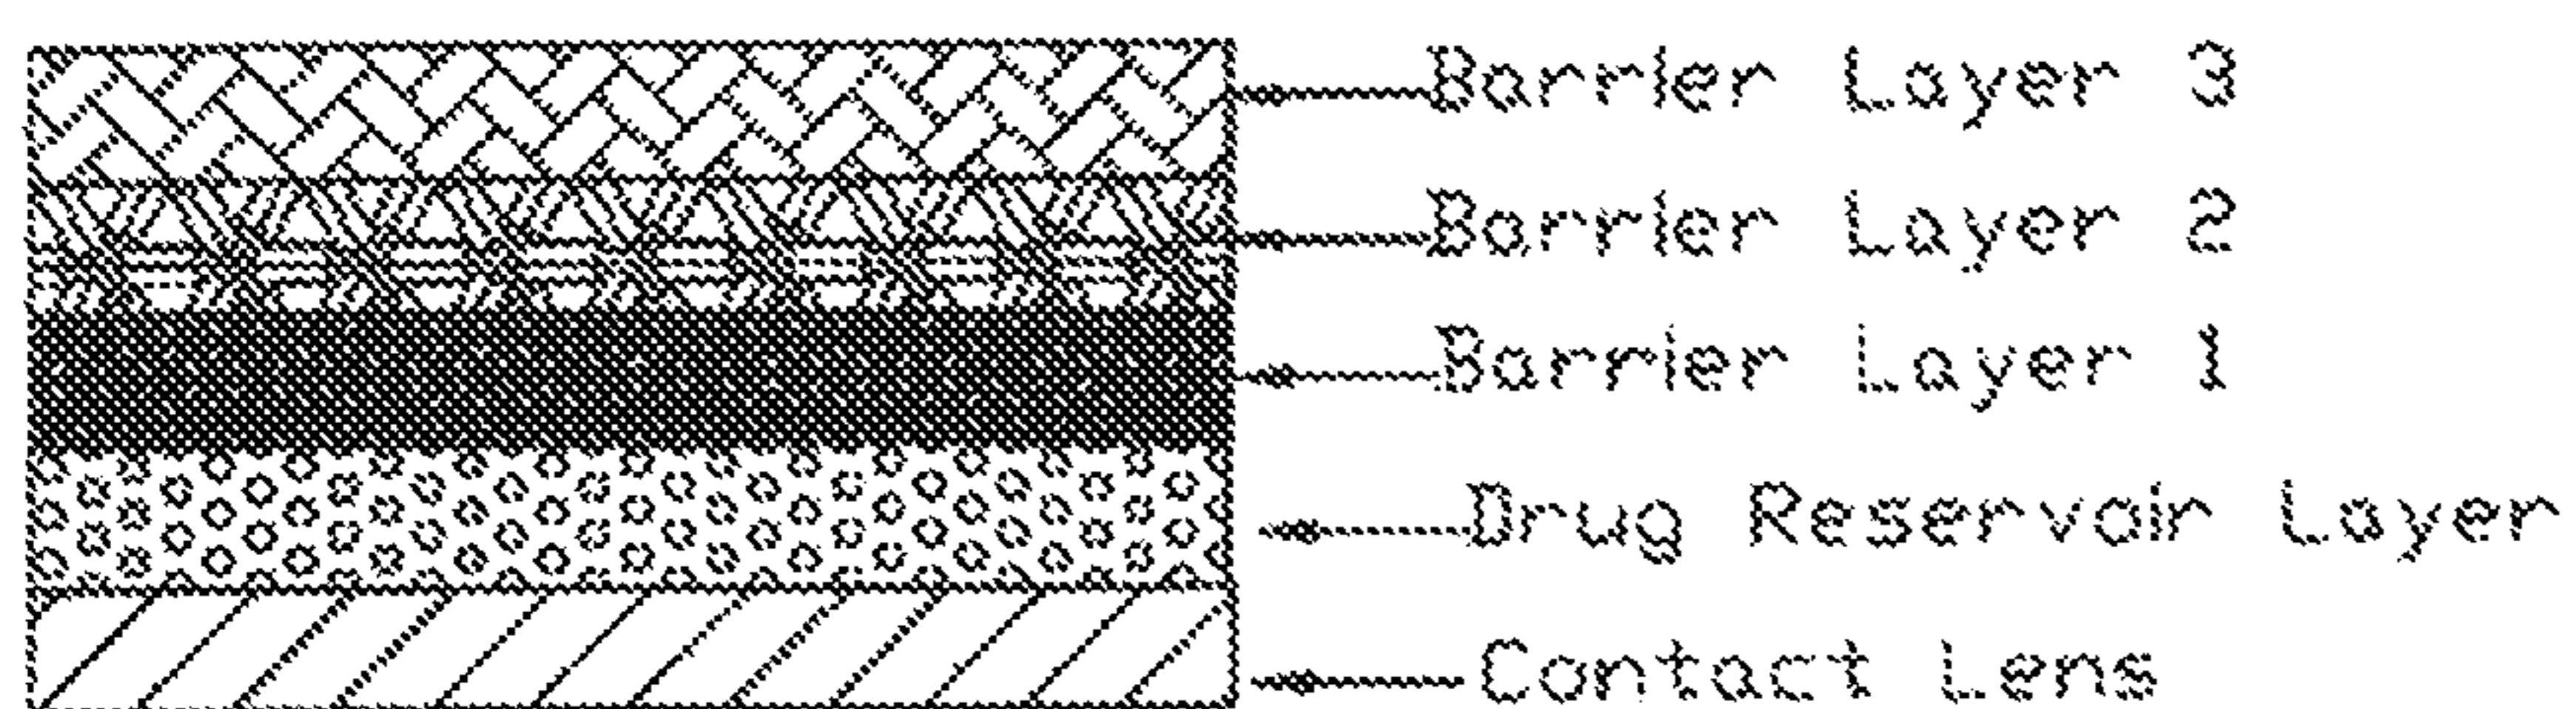 Barrier Layer 3
Barrier Layer 2
Barrier Layer 1
Drug Reservoir Layer
Contact Lens